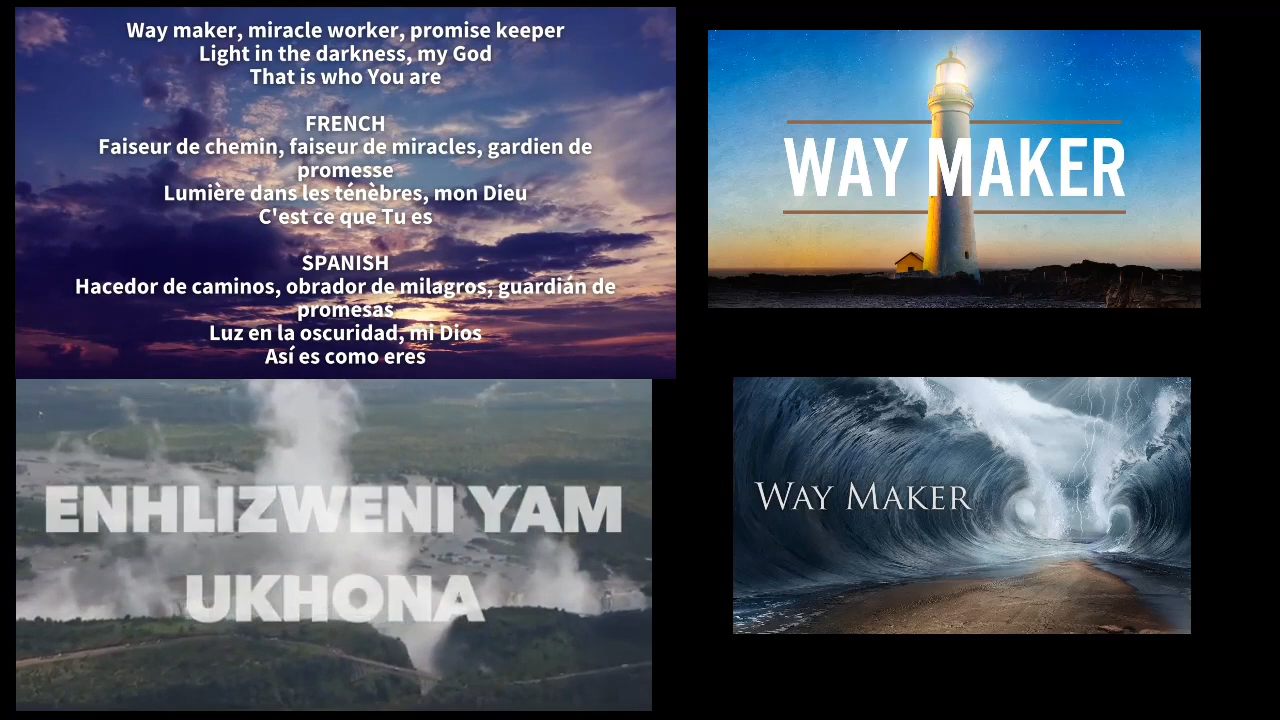 Way maker, miracle worker, promise keeper
Light in the darkness, my God
That is who You are
FRENCH
Faiseur de chemin, faiseur de miracles, gardien de
promesse
Lumière dans les ténèbres, mon Dieu
C'est ce que Tu es
SPANISH
Hacedor de caminos, obrador de milagros, guardián de
promesas
Luz en la oscuridad, mi Dios
Así es como eres
WAY MAKER
ENHLIZWENI YAM
UKHONA
WAY MAKER